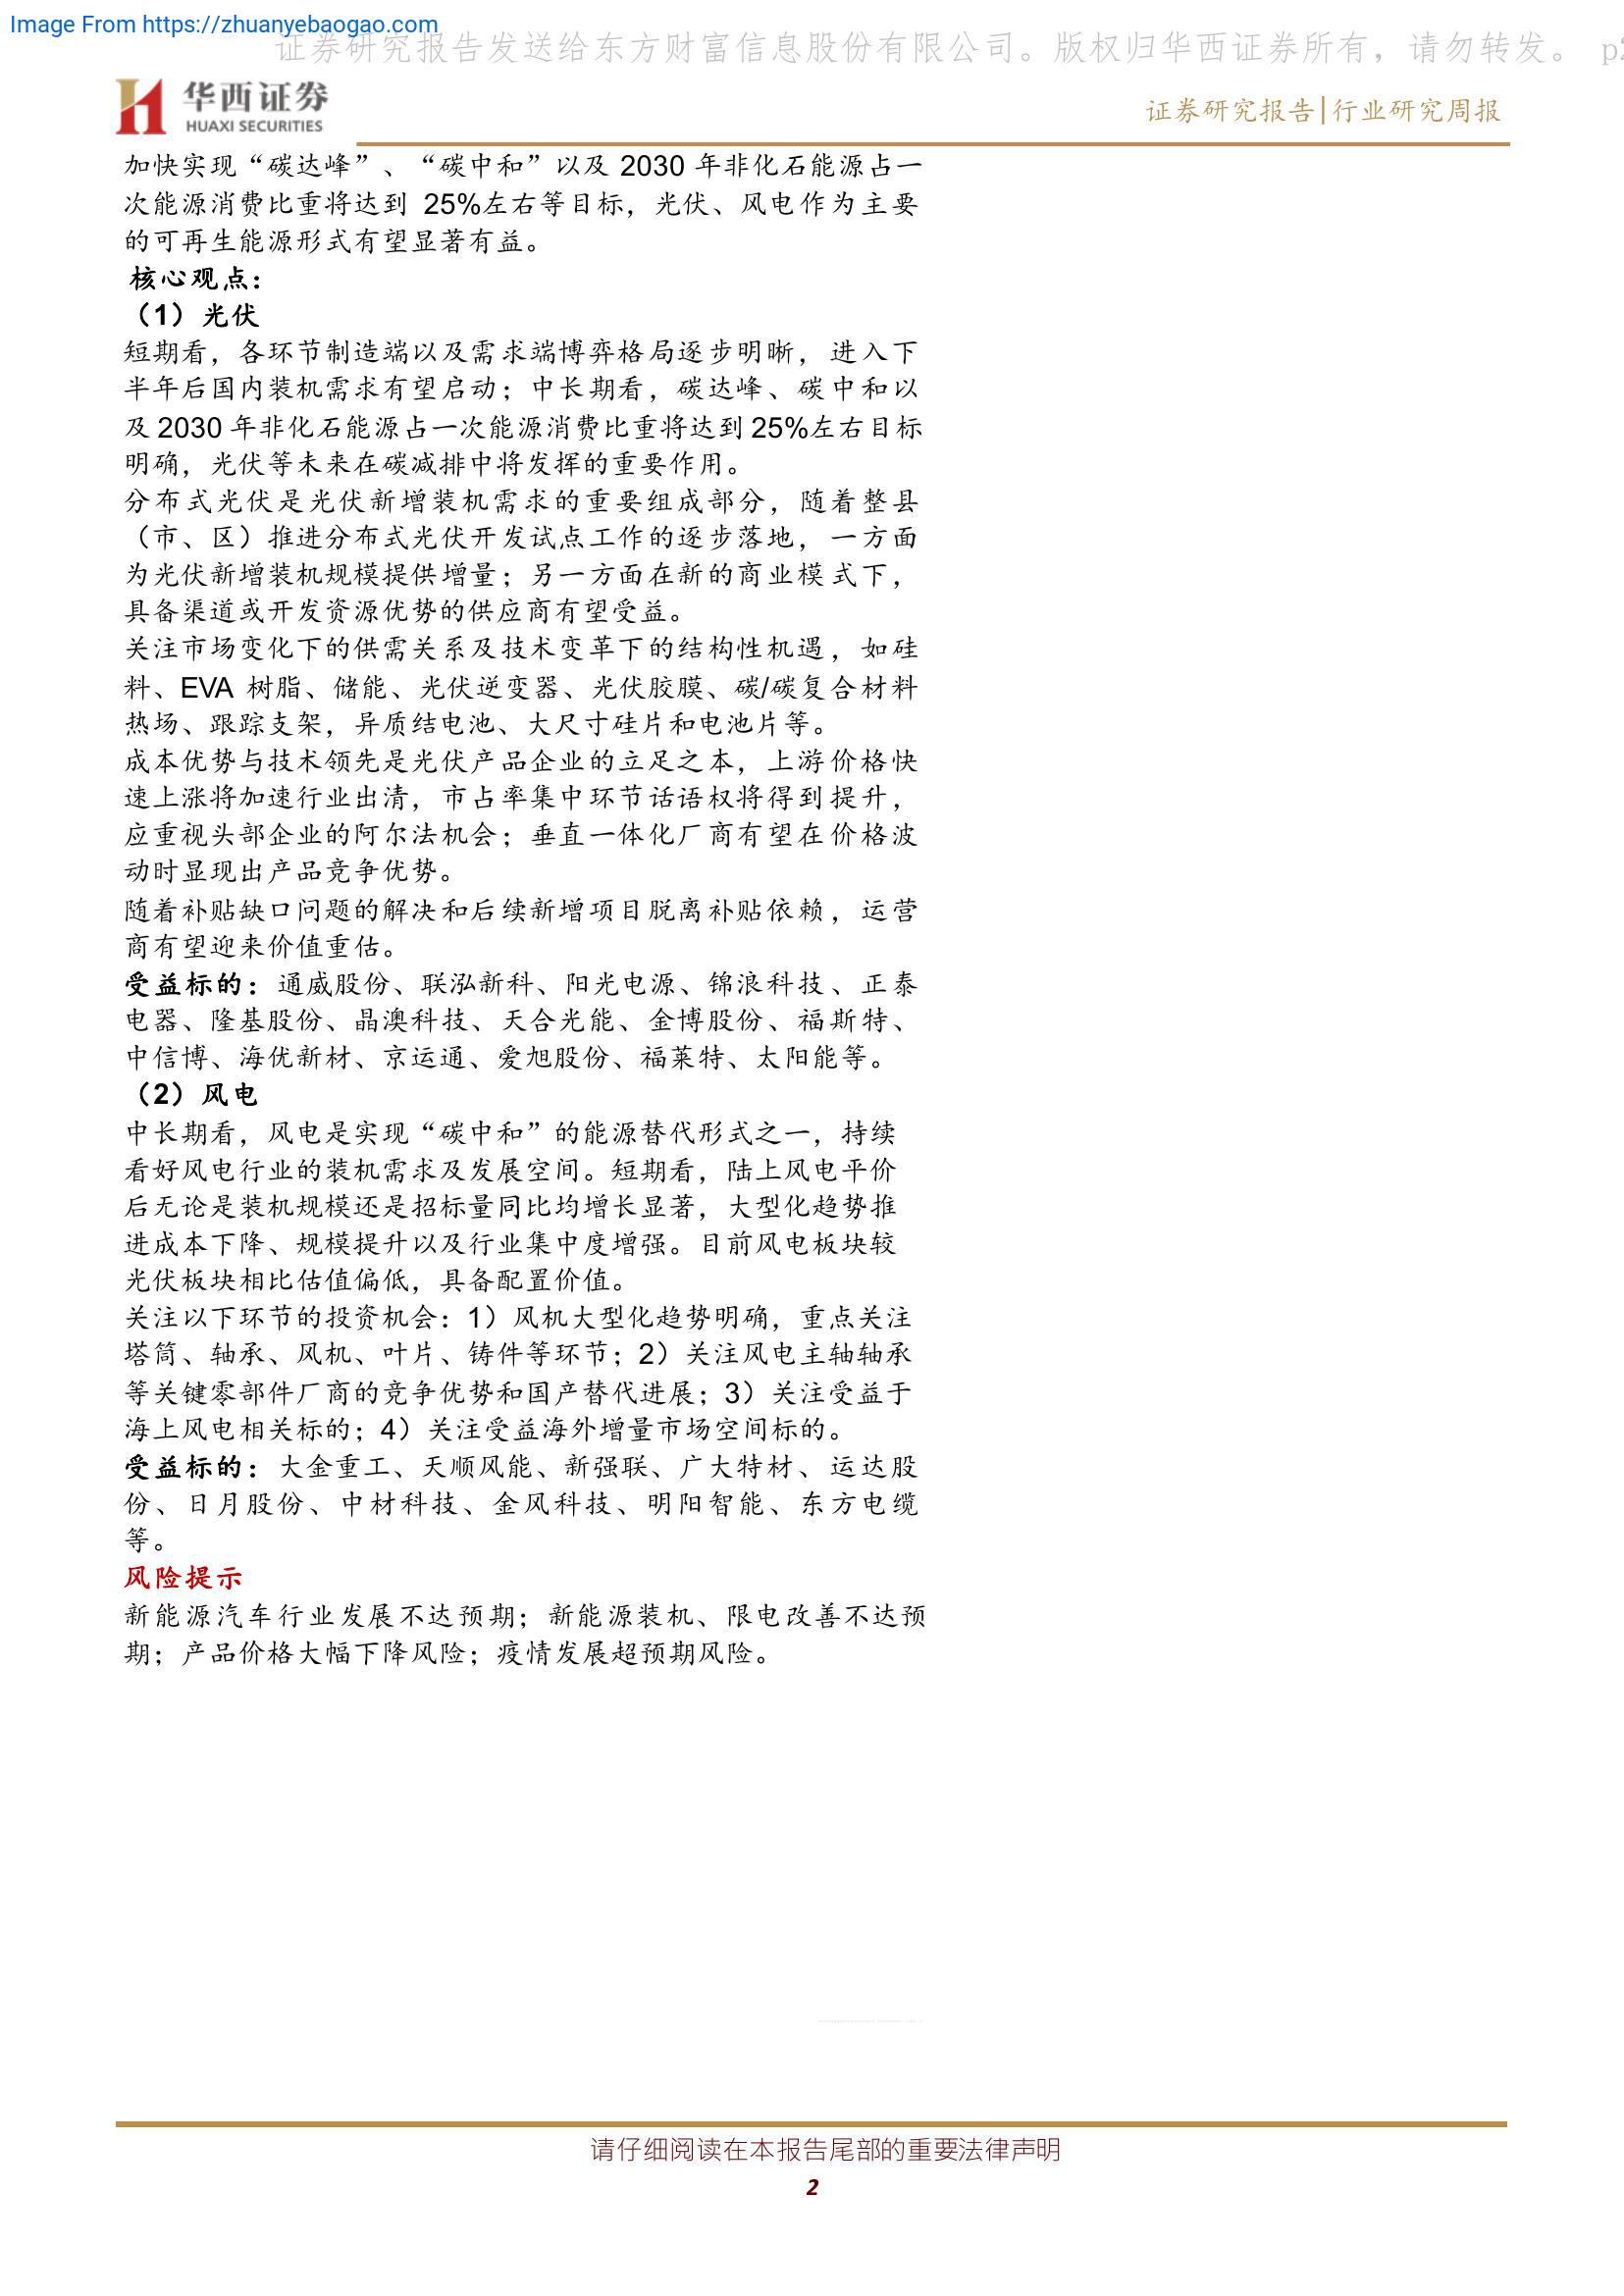 Image From https://zhuanyebaogao.com
证券研究报告发送给东方财富信息股份有限公司。版权归华西证券所有，请勿转发。 p2
华西证券
HUAXI SECURITIES
证券研究报告|行业研究周报
加快实现“碳达峰”、“碳中和”以及 2030 年非化石能源占一
次能源消费比重将达到 25%左右等目标，光伏、风电作为主要
的可再生能源形式有望显著有益。
核心观点：
（1）光伏
短期看，各环节制造端以及需求端博弈格局逐步明晰，进入下
半年后国内装机需求有望启动；中长期看，碳达峰、碳中和以
及 2030 年非化石能源占一次能源消费比重将达到 25%左右目标
明确，光伏等未来在碳减排中将发挥的重要作用。
分布式光伏是光伏新增装机需求的重要组成部分，随着整县
（市、区）推进分布式光伏开发试点工作的逐步落地，一方面
为光伏新增装机规模提供增量；另一方面在新的商业模式下，
具备渠道或开发资源优势的供应商有望受益。
关注市场变化下的供需关系及技术变革下的结构性机遇，如硅
料、EVA 树脂、储能、光伏逆变器、光伏胶膜、碳/碳复合材料
热场、跟踪支架，异质结电池、大尺寸硅片和电池片等。
成本优势与技术领先是光伏产品企业的立足之本，上游价格快
速上涨将加速行业出清，市占率集中环节话语权将得到提升，
应重视头部企业的阿尔法机会；垂直一体化厂商有望在价格波
动时显现出产品竞争优势。
随着补贴缺口问题的解决和后续新增项目脱离补贴依赖，运营
商有望迎来价值重估。
受益标的：通威股份、联泓新科、阳光电源、锦浪科技、正泰
电器、隆基股份、晶澳科技、天合光能、金博股份、福斯特、
中信博、海优新材、京运通、爱旭股份、福莱特、太阳能等。
（2）风电
中长期看，风电是实现“碳中和”的能源替代形式之一，持续
看好风电行业的装机需求及发展空间。短期看，陆上风电平价
后无论是装机规模还是招标量同比均增长显著，大型化趋势推
进成本下降、规模提升以及行业集中度增强。目前风电板块较
光伏板块相比估值偏低，具备配置价值。
关注以下环节的投资机会：1）风机大型化趋势明确，重点关注
塔筒、轴承、风机、叶片、铸件等环节；2）关注风电主轴轴承
等关键零部件厂商的竞争优势和国产替代进展；3）关注受益于
海上风电相关标的；4）关注受益海外增量市场空间标的。
受益标的：大金重工、天顺风能、新强联、广大特材、运达股
份、日月股份、中材科技、金风科技、明阳智能、东方电缆
等。
风险提示
新能源汽车行业发展不达预期；新能源装机、限电改善不达预
期；产品价格大幅下降风险；疫情发展超预期风险。
请仔细阅读在本报告尾部的重要法律声明
2